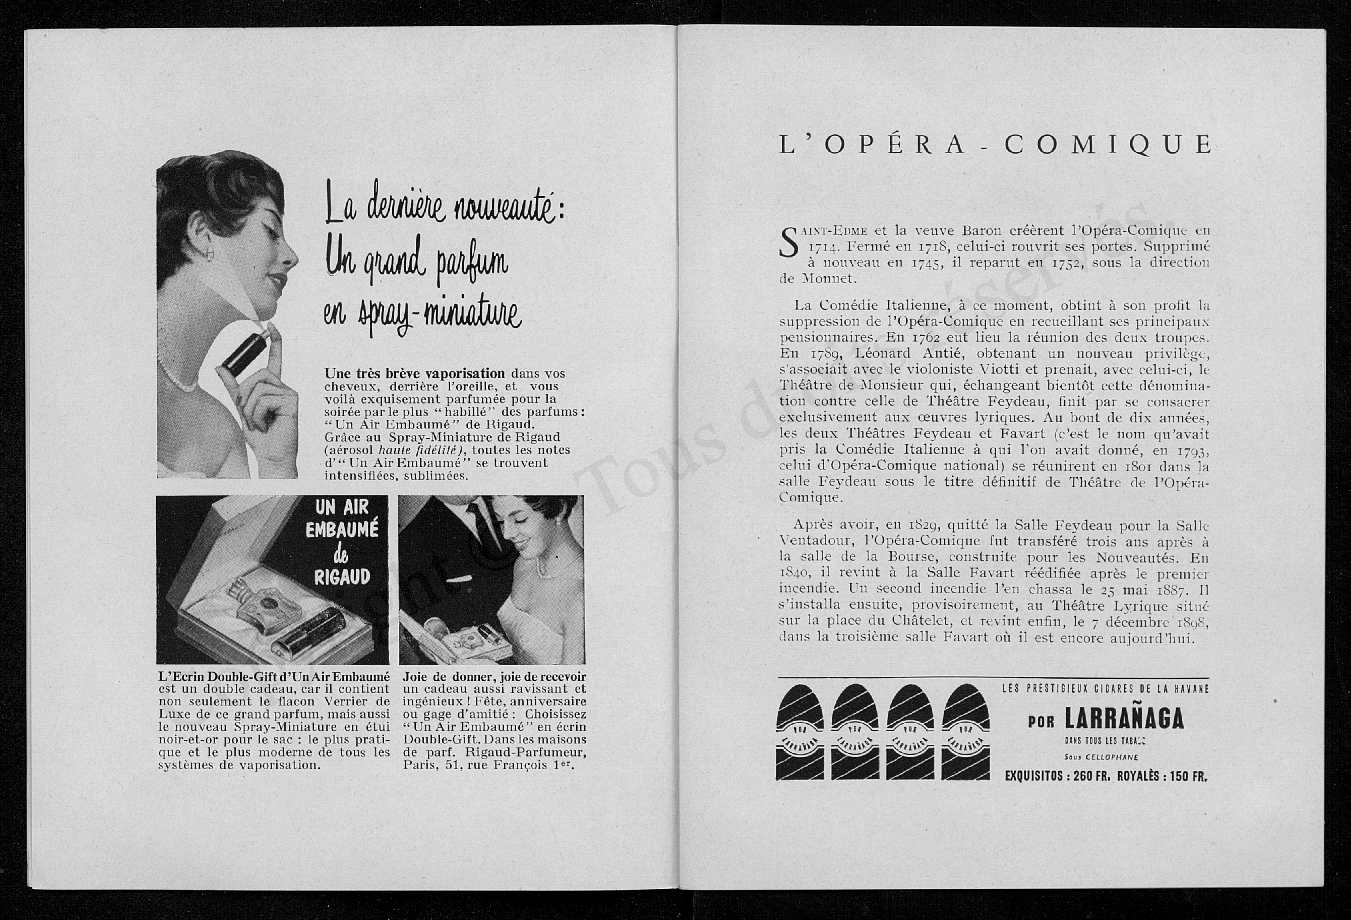 La dernière nouveauté :
Un grand parfum
en spray-miniature
Une très brève vaporisation dans vos
cheveux, derrière l'oreille, et vous
voilà exquisement parfumée pour la
soirée par le plus “habillé” des parfums :
“Un Air Embaumé” de Rigaud.
Grâce au Spray-Miniature de Rigaud
(aérosol haute fidélité), toutes les notes
d'“Un Air Embaumé” se trouvent
intensifiées, sublimées.
UN AIR
EMBAUMÉ
de
RIGAUD
L'Ecrin Double-Gift d'Un Air Embaumé
est un double cadeau, car il contient
non seulement le flacon Verrier de
Luxe de ce grand parfum, mais aussi
le nouveau Spray-Miniature en étui
noir-et-or pour le sac : le plus prati-
que et le plus moderne de tous les
systèmes de vaporisation.
Joie de donner, joie de recevoir
un cadeau aussi ravissant et
ingénieux ! Fête, anniversaire
ou gage d'amitié : Choisissez
“Un Air Embaumé” en écrin
Double-Gift. Dans les maisons
de parf. Rigaud-Parfumeur,
Paris, 51, rue François 1er.
L'OPÉRA-COMIQUE
SAINT-EDME et la veuve Baron créèrent l'Opéra-Comique en
1714. Fermé en 1718, celui-ci rouvrit ses portes. Supprimé
à nouveau en 1745, il reparut en 1752, sous la direction
de Monnet.
La Comédie Italienne, à ce moment, obtint à son profit la
suppression de l'Opéra-Comique en recueillant ses principaux
pensionnaires. En 1762 eut lieu la réunion des deux troupes.
En 1789, Léonard Antié, obtenant un nouveau privilège,
s'associait avec le violoniste Viotti et prenait, avec celui-ci, le
Théâtre de Monsieur qui, échangeant bientôt cette dénomina-
tion contre celle de Théâtre Feydeau, finit par se consacrer
exclusivement aux œuvres lyriques. Au bout de dix années,
les deux Théâtres Feydeau et Favart (c'est le nom qu'avait
pris la Comédie Italienne à qui l'on avait donné, en 1793,
celui d'Opéra-Comique national) se réunirent en 1801 dans la
salle Feydeau sous le titre définitif de Théâtre de l'Opéra-
Comique.
Après avoir, en 1829, quitté la Salle Feydeau pour la Salle
Ventadour, l'Opéra-Comique fut transféré trois ans après à
la salle de la Bourse, construite pour les Nouveautés. En
1840, il revint à la Salle Favart réédifiée après le premier
incendie. Un second incendie l'en chassa le 25 mai 1887. Il
s'installa ensuite, provisoirement, au Théâtre Lyrique situé
sur la place du Châtelet, et revint enfin, le 7 décembre 1898,
dans la troisième salle Favart où il est encore aujourd'hui.
POR LARRAÑAGA
POR LARRAÑAGA
POR LARRAÑAGA
POR LARRAÑAGA
LES PRESTIGIEUX CIGARES DE LA HAVANE
POR LARRAÑAGA
DANS TOUS LES TABACS
Sous CELLOPHANE
EXQUISITOS : 260 FR. ROYALÈS : 150 FR.